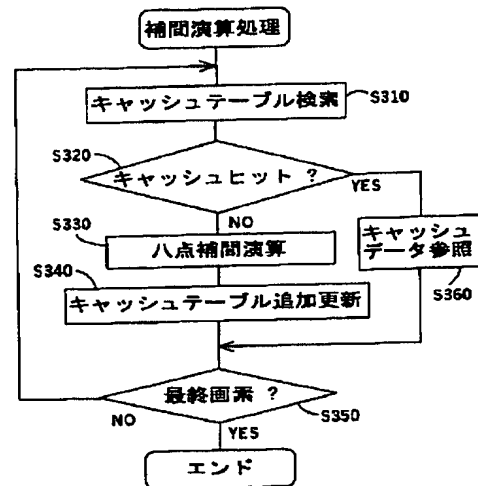 補間演算処理
キャッシュテーブル検索
S310
S320
キャッシュヒット ?
YES
NO
S330
八点補間演算
キャッシュ
データ参照
S360
S340
キャッシュテーブル追加更新
最終画素 ?
S350
NO
YES
エンド